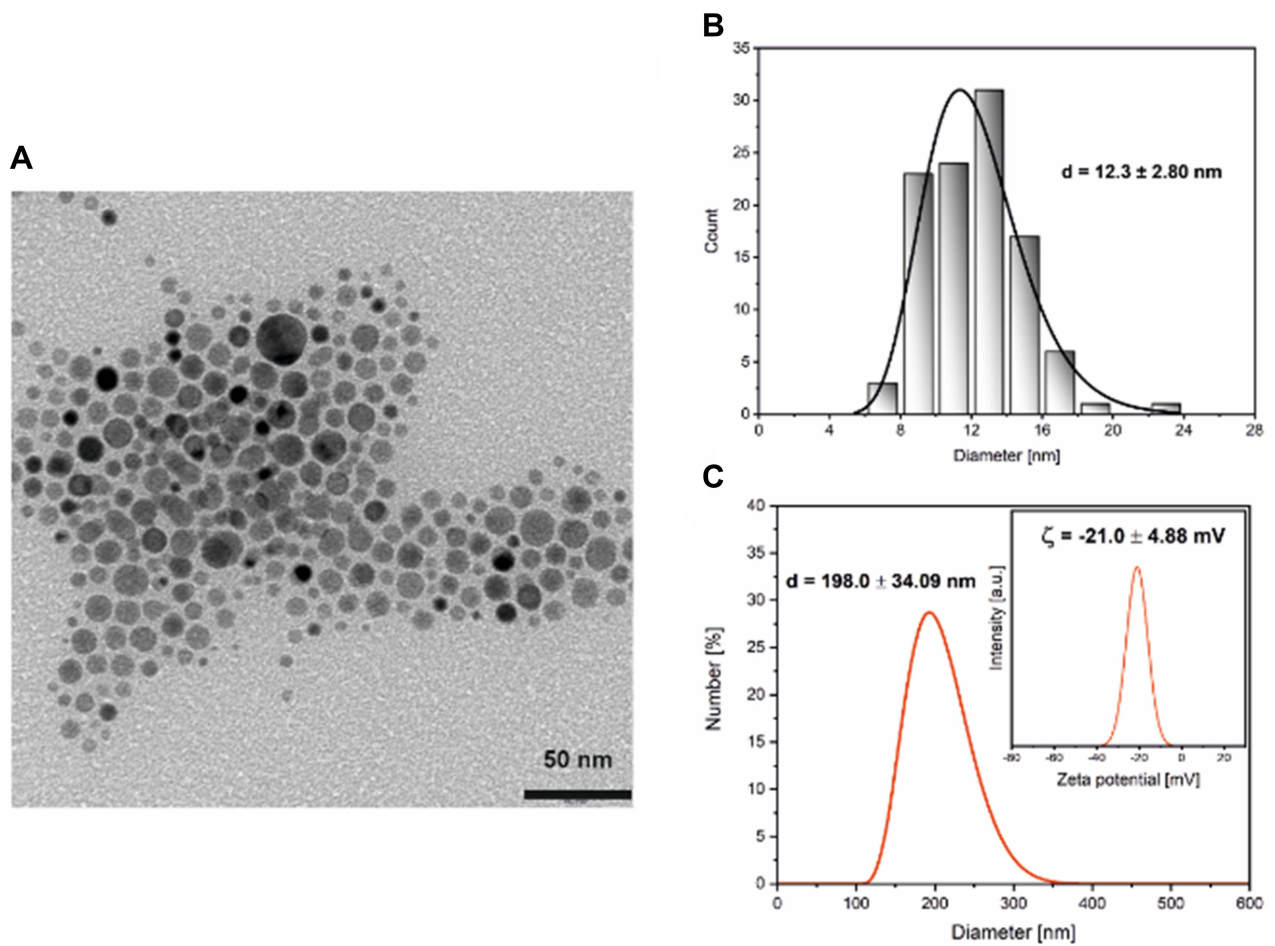 A
50 nm
B
35
30
25
20
15
10
5
0
Count
d = 12.3 ± 2.80 nm
0 4 8 12 16 20 24 28
Diameter [nm]
C
40
35
30
25
20
15
10
5
0
Number [%]
d = 198.0 ± 34.09 nm
0 100 200 300 400 500 600
Diameter [nm]
ζ = -21.0 ± 4.88 mV
Intensity [a.u.]
-80 -60 -40 -20 0 20
Zeta potential [mV]